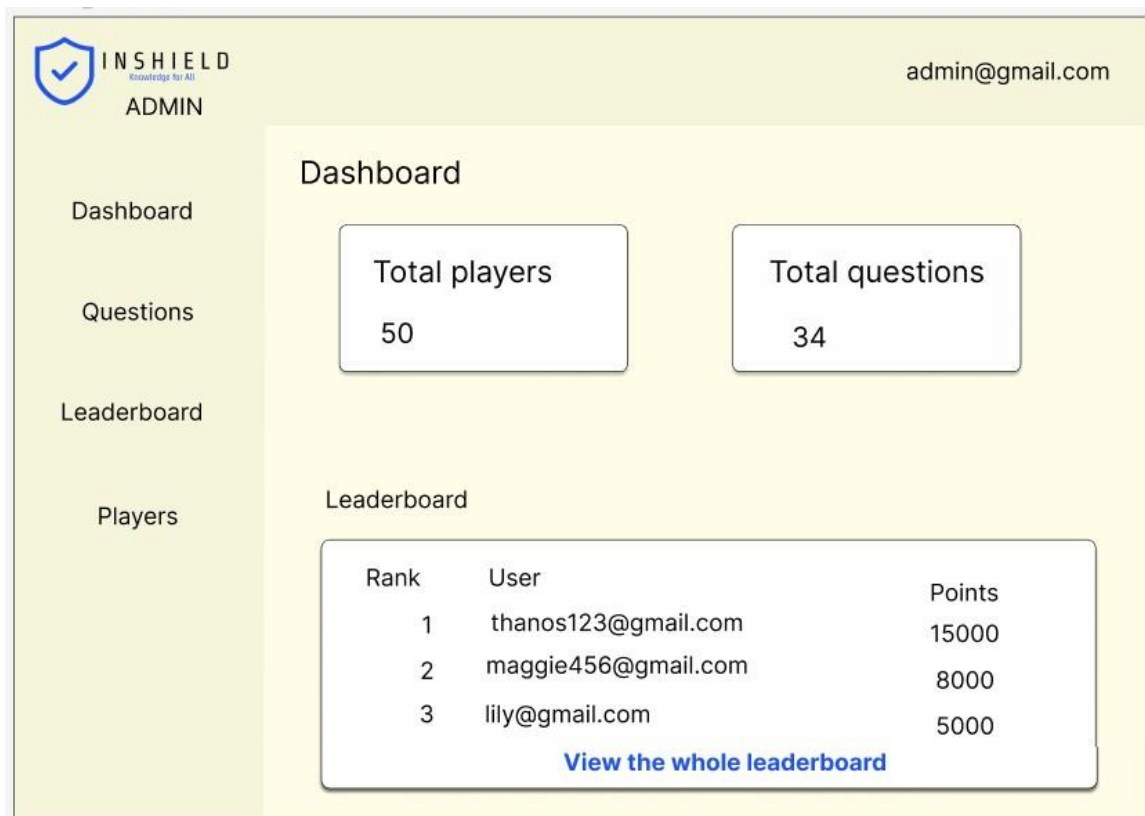 INSHIELD
Knowledge for All
ADMIN
admin@gmail.com
Dashboard
Questions
Leaderboard
Players
Dashboard
Total players
50
Total questions
34
Leaderboard
Rank User Points
1 thanos123@gmail.com 15000
2 maggie456@gmail.com 8000
3 lily@gmail.com 5000
View the whole leaderboard